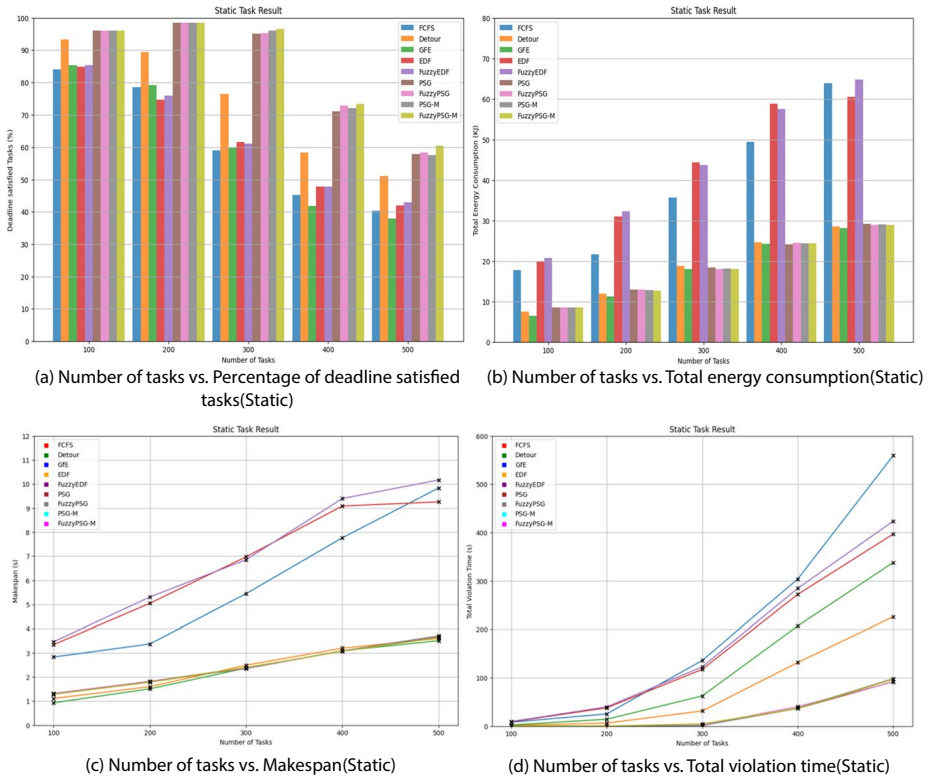 Static Task Result
Deadline satisfied Tasks (%)
100
90
80
70
60
50
40
30
20
10
0
FCFS
Detour
GFE
EDF
FuzzyEDF
PSG
FuzzyPSG
PSG-M
FuzzyPSG-M
100 200 300 400 500
Number of Tasks
(a) Number of tasks vs. Percentage of deadline satisfied
tasks(Static)
Static Task Result
Total Energy Consumption (KJ)
80
70
60
50
40
30
20
10
0
FCFS
Detour
GFE
EDF
FuzzyEDF
PSG
FuzzyPSG
PSG-M
FuzzyPSG-M
100 200 300 400 500
Number of Tasks
(b) Number of tasks vs. Total energy consumption(Static)
Static Task Result
Makespan (s)
12
11
10
9
8
7
6
5
4
3
2
1
0
FCFS
Detour
GfE
EDF
FuzzyEDF
PSG
FuzzyPSG
PSG-M
FuzzyPSG-M
100 200 300 400 500
Number of Tasks
(c) Number of tasks vs. Makespan(Static)
Static Task Result
Total Violation Time (s)
600
500
400
300
200
100
0
FCFS
Detour
GfE
EDF
FuzzyEDF
PSG
FuzzyPSG
PSG-M
FuzzyPSG-M
100 200 300 400 500
Number of Tasks
(d) Number of tasks vs. Total violation time(Static)